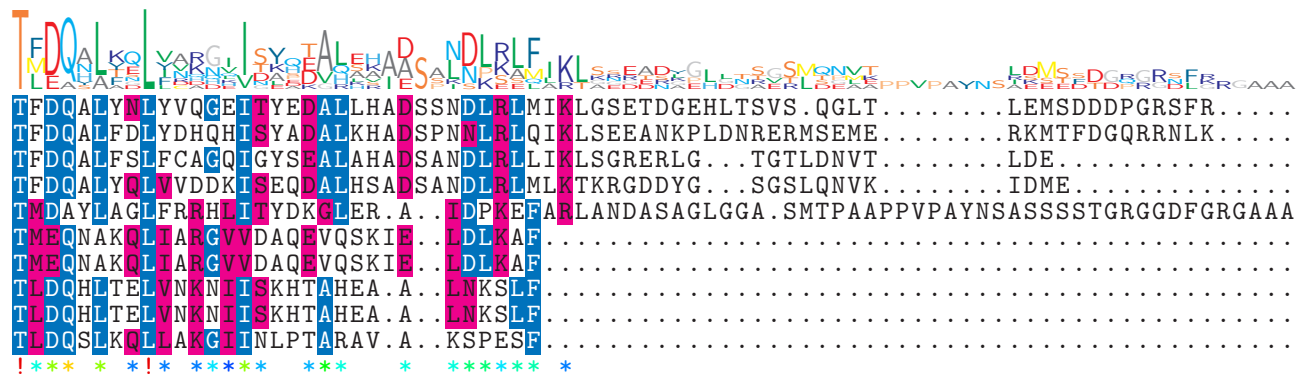 TFDQALYNLYVQGEITYEDALLHADSSNDLRLMIKLGSETDGEHLTSVS.QGLT........LEMSDDDPGRSFR.....
TFDQALFDLYDHQHISYADALKHADSPNNLRLQIKLSEEANKPLDNRERMSEME........RKMTFDGQRRNLK.....
TFDQALFSLFCAGQIGYSEALAHADSANDLRLLIKLSGRERLG...TGTLDNVT........LDE...............
TFDQALYQLVVDDKISEQDALHSADSANDLRLMLKTKRGDDYG...SGSLQNVK........IDME..............
TMDAYLAGLFRRHLITYDKGLER.A..IDPKEFARLANDASAGLGGA.SMTPAAPPVPAYNSASSSSTGRGGDFGRGAAA
TMEQNAKQLIARGVVDAQEVQSKIE..LDLKAF...............................................
TMEQNAKQLIARGVVDAQEVQSKIE..LDLKAF...............................................
TLDQHLTELVNKNIISKHTAHEA.A..LNKSLF...............................................
TLDQHLTELVNKNIISKHTAHEA.A..LNKSLF...............................................
TLDQSLKQLLAKGIINLPTARAV.A..KSPESF...............................................
!*** * *!* *****  ***   *  ****** *